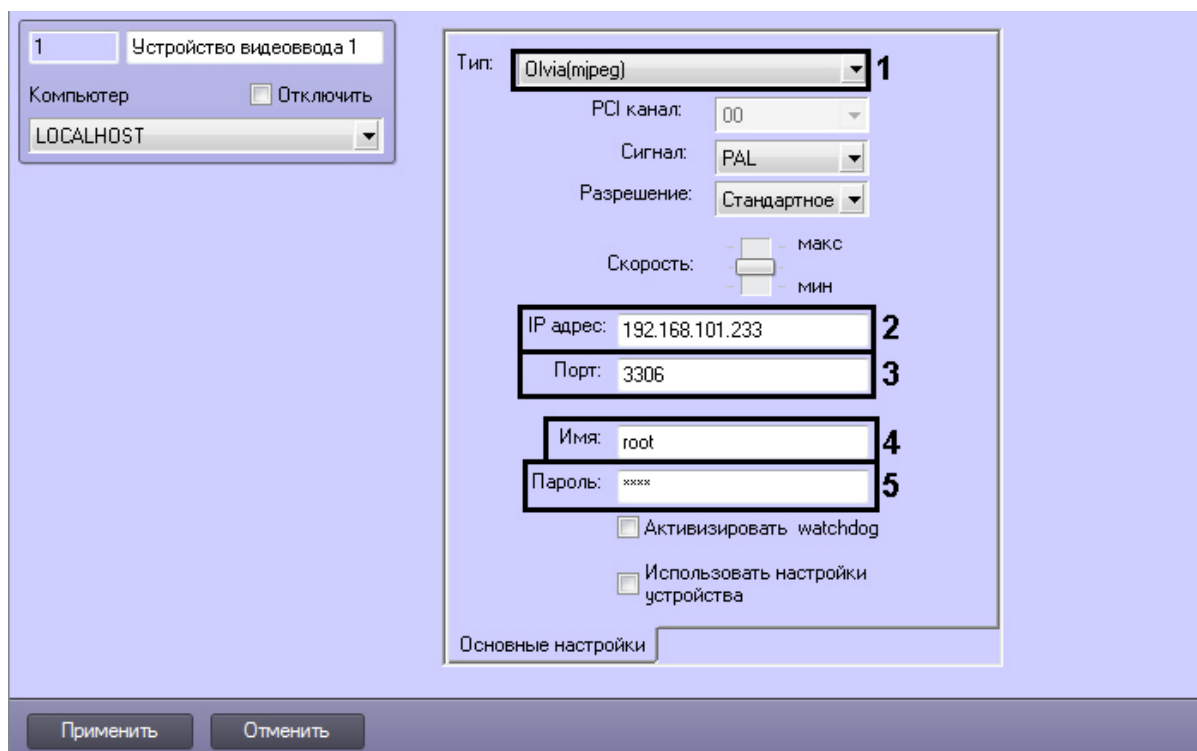 1 Устройство видеоввода 1
Компьютер Отключить
LOCALHOST
Тип: Olvia(mjpeg) 1
PCI канал: 00
Сигнал: PAL
Разрешение: Стандартное
макс
Скорость:
мин
IP адрес: 192.168.101.233 2
Порт: 3306 3
Имя: root 4
Пароль: **** 5
Активизировать watchdog
Использовать настройки
устройства
Основные настройки
Применить Отменить